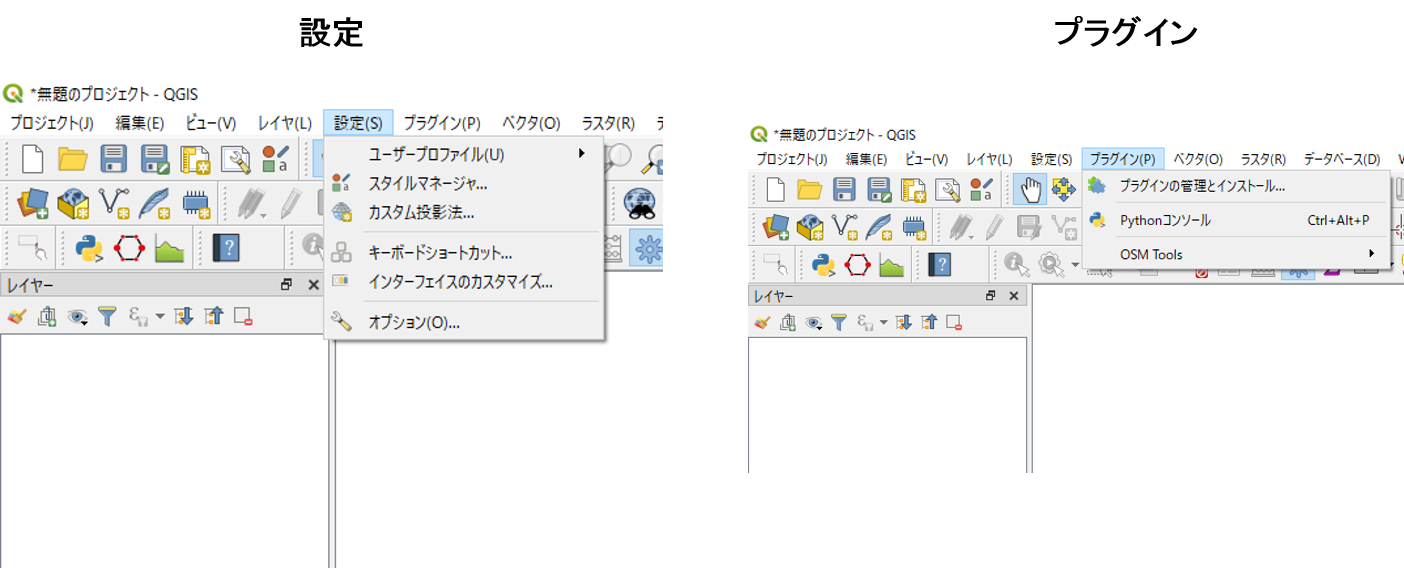 設定
プラグイン
*無題のプロジェクト - QGIS
プロジェクト(J) 編集(E) ビュー(V) レイヤ(L) 設定(S) プラグイン(P) ベクタ(O) ラスタ(R)
ユーザープロファイル(U)
スタイルマネージャ...
カスタム投影法...
キーボードショートカット...
インターフェイスのカスタマイズ...
オプション(O)...
レイヤー
*無題のプロジェクト - QGIS
プロジェクト(J) 編集(E) ビュー(V) レイヤ(L) 設定(S) プラグイン(P) ベクタ(O) ラスタ(R) データベース(D)
プラグインの管理とインストール...
Pythonコンソール Ctrl+Alt+P
OSM Tools
レイヤー